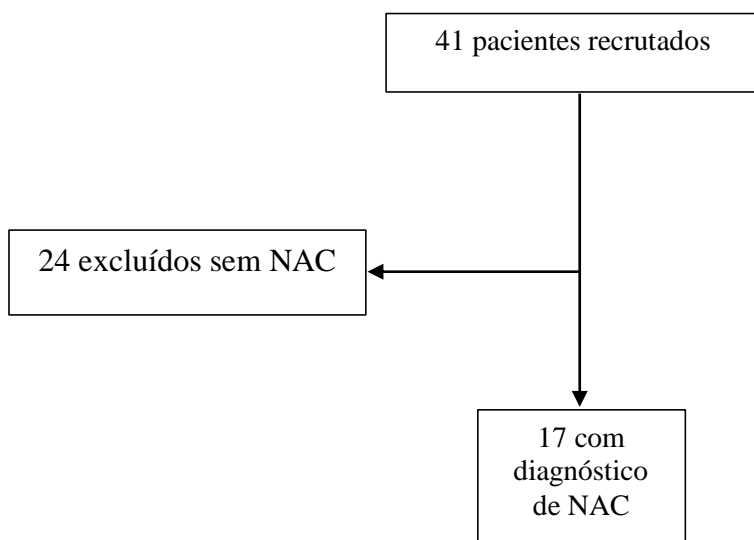 41 pacientes recrutados
24 excluídos sem NAC
17 com
diagnóstico
de NAC